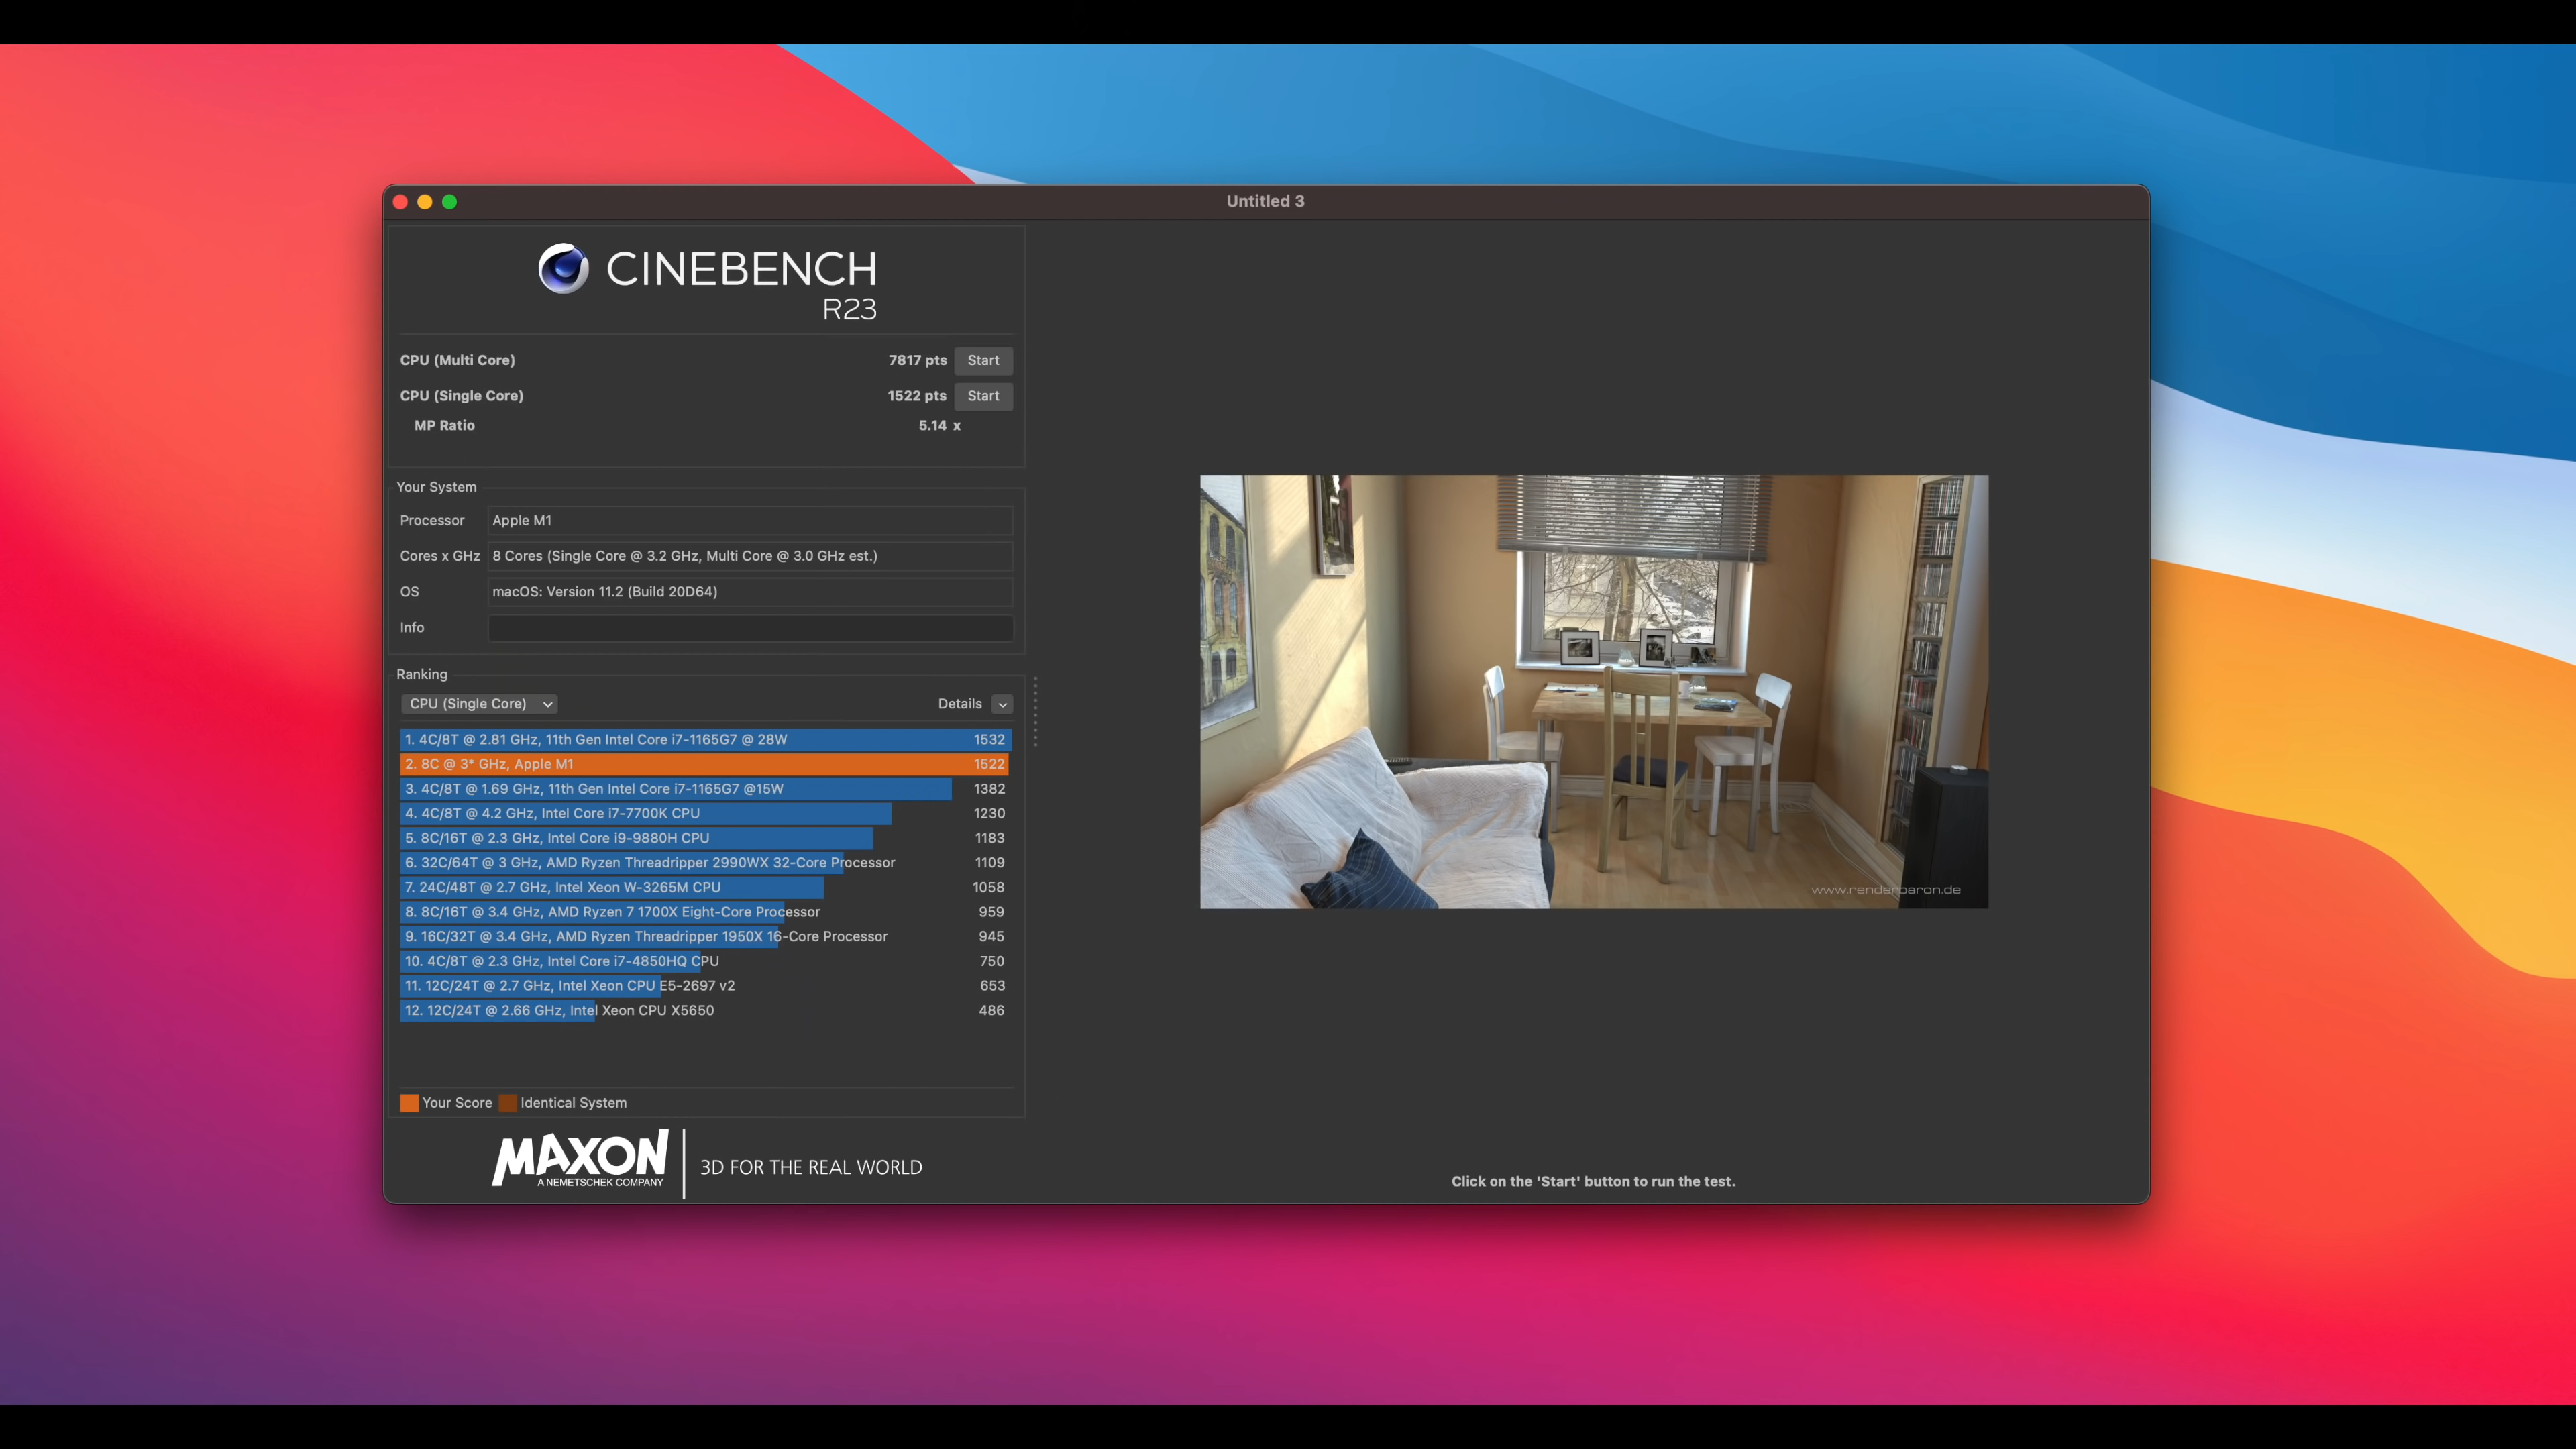 Untitled 3
CINEBENCH
R23
CPU (Multi Core) 7817 pts Start
CPU (Single Core) 1522 pts Start
MP Ratio 5.14 x
Your System
Processor Apple M1
Cores x GHz 8 Cores (Single Core @ 3.2 GHz, Multi Core @ 3.0 GHz est.)
OS macOS: Version 11.2 (Build 20D64)
Info
Ranking
CPU (Single Core) Details
1. 4C/8T @ 2.81 GHz, 11th Gen Intel Core i7-1165G7 @ 28W 1532
2. 8C @ 3* GHz, Apple M1 1522
3. 4C/8T @ 1.69 GHz, 11th Gen Intel Core i7-1165G7 @15W 1382
4. 4C/8T @ 4.2 GHz, Intel Core i7-7700K CPU 1230
5. 8C/16T @ 2.3 GHz, Intel Core i9-9880H CPU 1183
6. 32C/64T @ 3 GHz, AMD Ryzen Threadripper 2990WX 32-Core Processor 1109
7. 24C/48T @ 2.7 GHz, Intel Xeon W-3265M CPU 1058
8. 8C/16T @ 3.4 GHz, AMD Ryzen 7 1700X Eight-Core Processor 959
9. 16C/32T @ 3.4 GHz, AMD Ryzen Threadripper 1950X 16-Core Processor 945
10. 4C/8T @ 2.3 GHz, Intel Core i7-4850HQ CPU 750
11. 12C/24T @ 2.7 GHz, Intel Xeon CPU E5-2697 v2 653
12. 12C/24T @ 2.66 GHz, Intel Xeon CPU X5650 486
Your Score Identical System
MAXON
A NEMETSCHEK COMPANY
3D FOR THE REAL WORLD
www.renderbaron.de
Click on the 'Start' button to run the test.